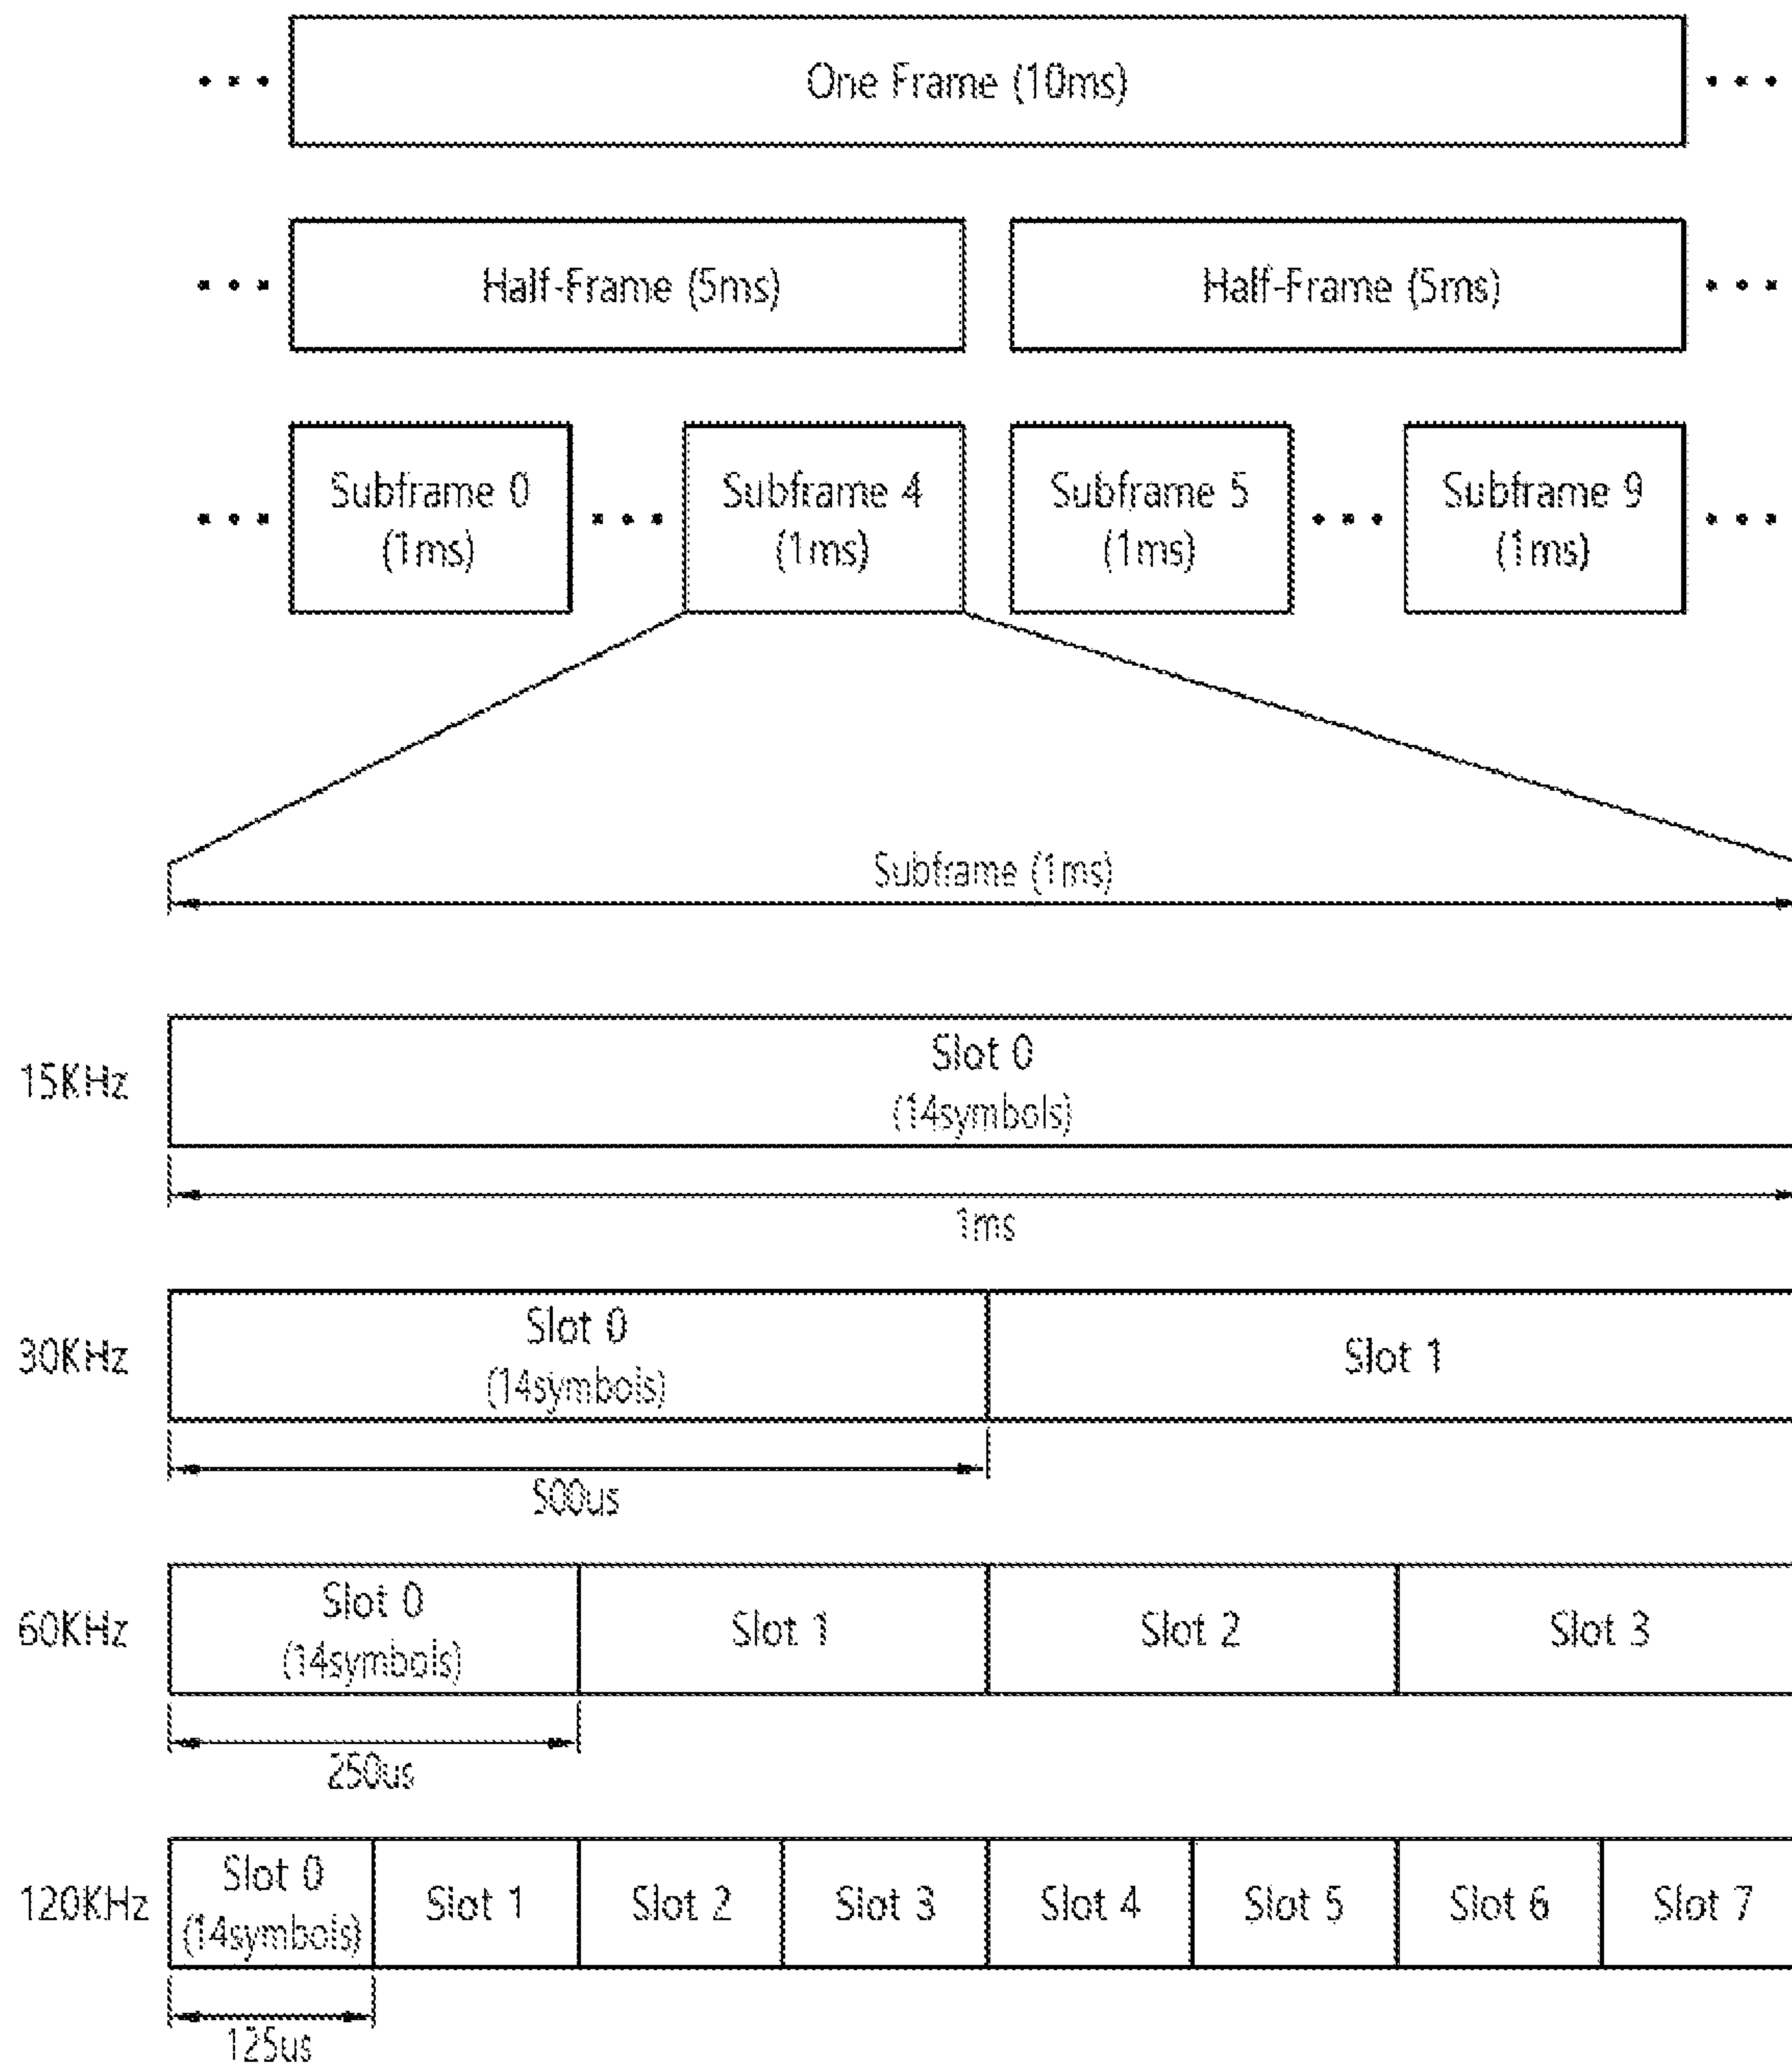 One Frame (10ms)
Half-Frame (5ms)
Half-Frame (5ms)
Subframe 0
(1ms)
Subframe 4
(1ms)
Subframe 5
(1ms)
Subframe 9
(1ms)
Subframe (1ms)
15KHz
Slot 0
(14symbols)
1ms
30KHz
Slot 0
(14symbols)
Slot 1
500us
60KHz
Slot 0
(14symbols)
Slot 1
Slot 2
Slot 3
250us
120KHz
Slot 0
(14symbols)
Slot 1
Slot 2
Slot 3
Slot 4
Slot 5
Slot 6
Slot 7
125us